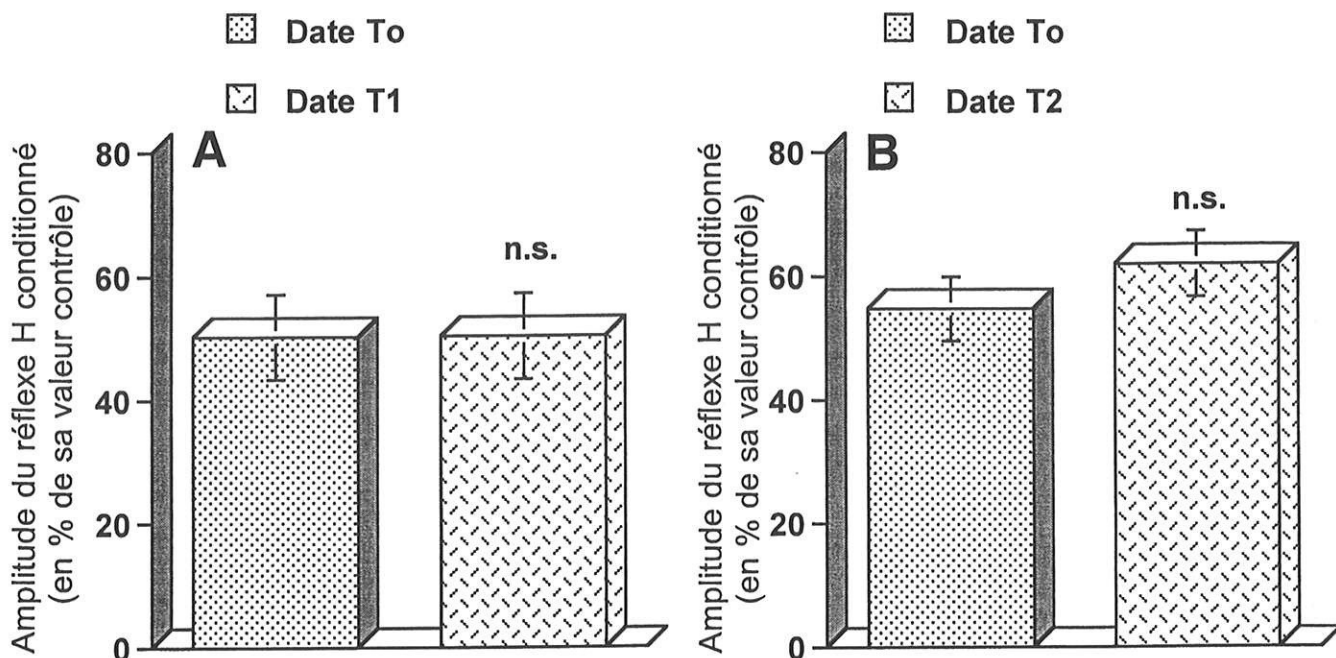 Date To
Date T1
A
Amplitude du réflexe H conditionné
(en % de sa valeur contrôle)
80
60
40
20
0
n.s.
Date To
Date T2
B
Amplitude du réflexe H conditionné
(en % de sa valeur contrôle)
80
60
40
20
0
n.s.